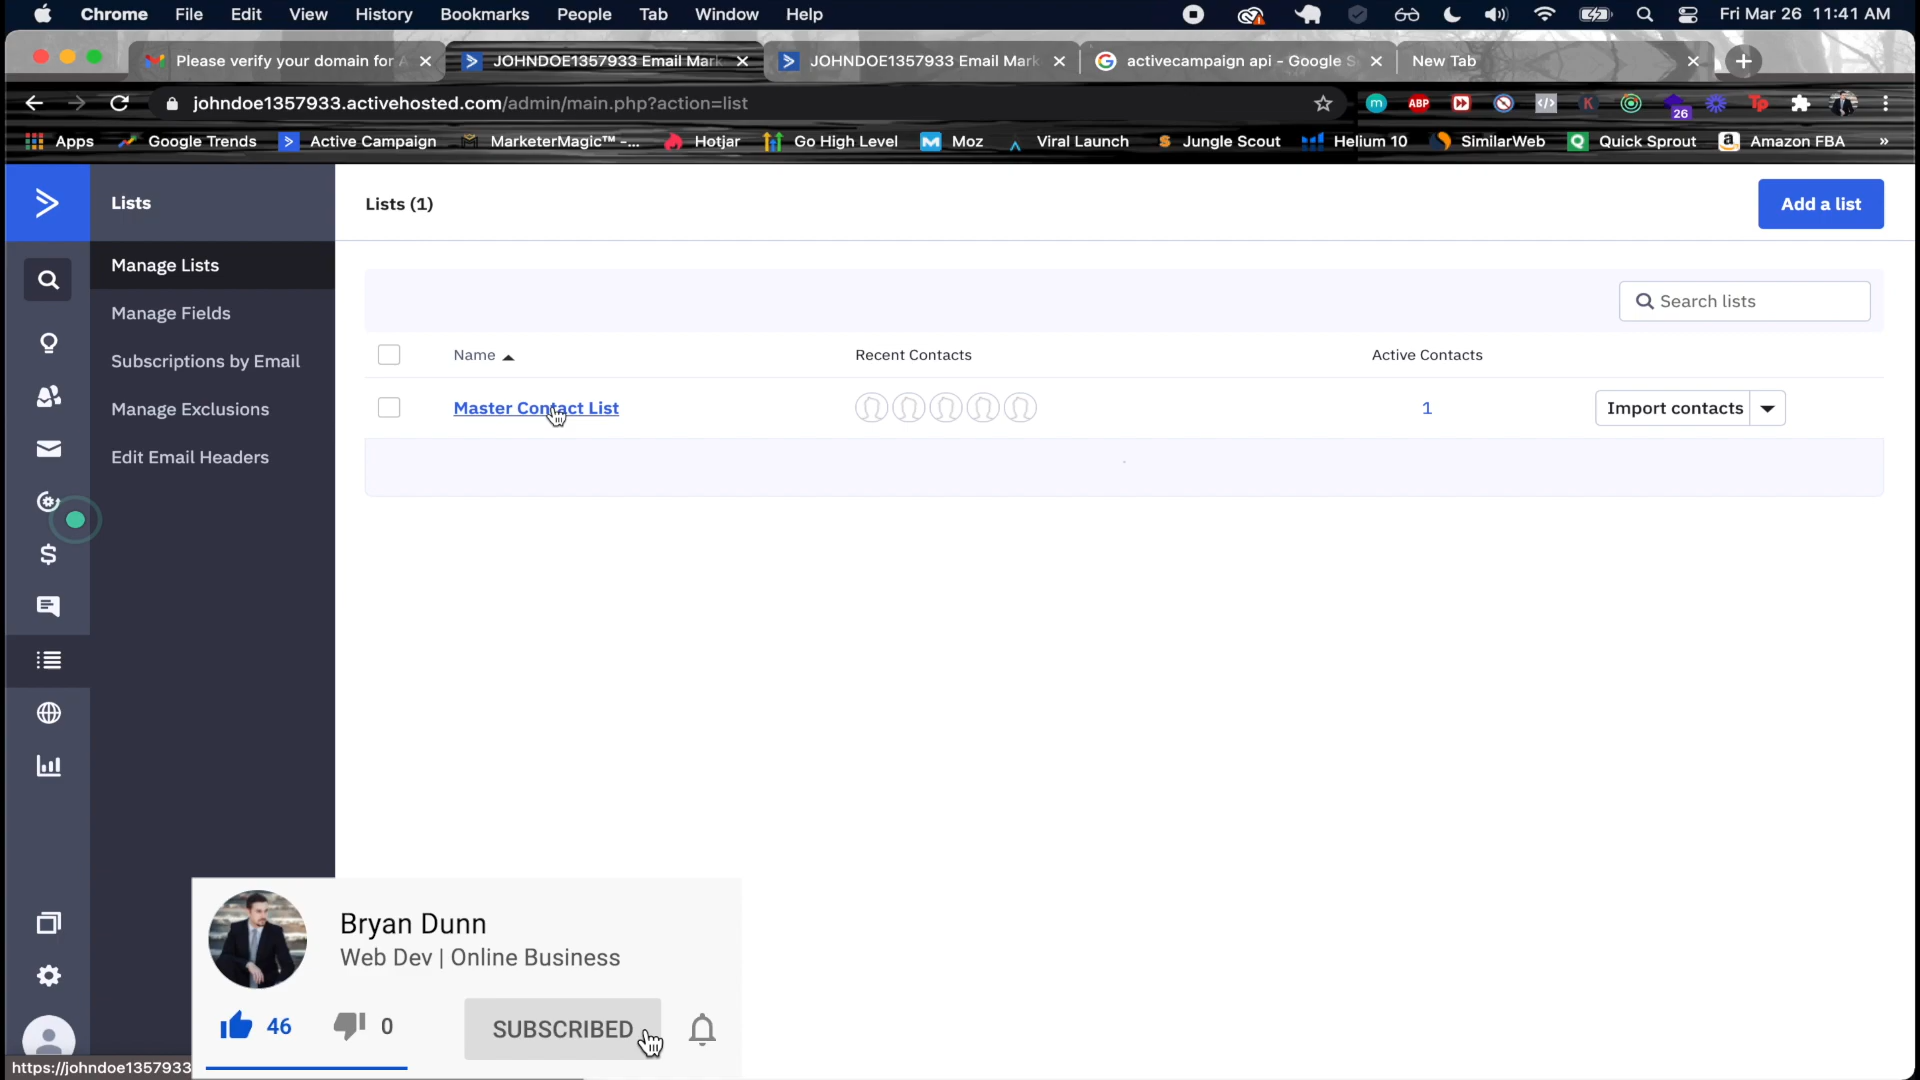 Chrome File Edit View History Bookmarks People Tab Window Help Fri Mar 26 11:41 AM
Please verify your domain for A JOHNDOE1357933 Email Mark JOHNDOE1357933 Email Mark activecampaign api - Google S New Tab
johndoe1357933.activehosted.com/admin/main.php?action=list m ABP K 26 Tp
Apps Google Trends Active Campaign MarketerMagic™ -... Hotjar Go High Level Moz Viral Launch Jungle Scout Helium 10 SimilarWeb Quick Sprout Amazon FBA »
Lists
Lists (1)
Add a list
Manage Lists
Manage Fields
Subscriptions by Email
Manage Exclusions
Edit Email Headers
Search lists
Name Recent Contacts Active Contacts
Master Contact List 1 Import contacts
Bryan Dunn
Web Dev | Online Business
46 0 SUBSCRIBED
https://johndoe1357933